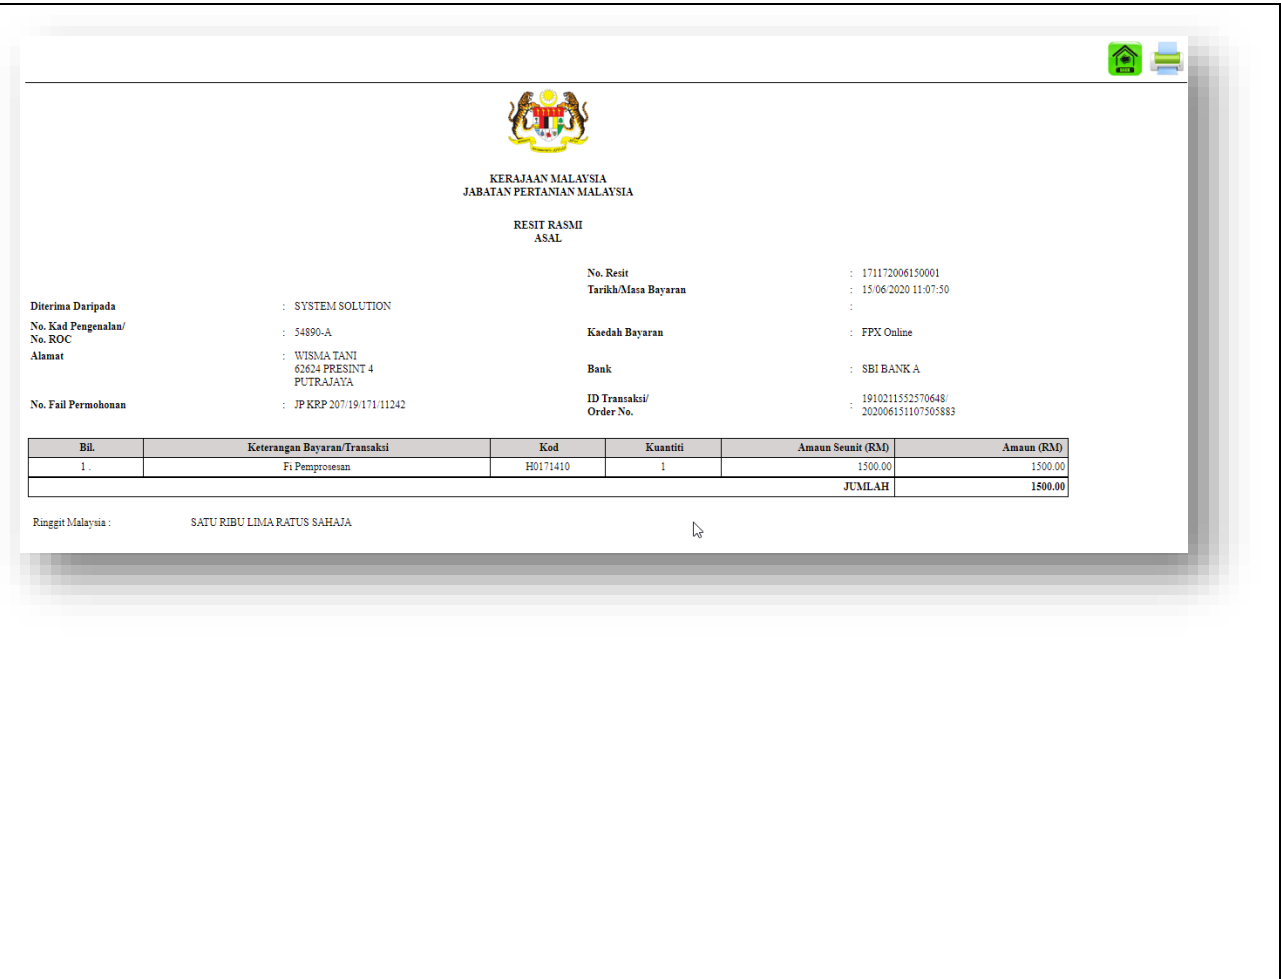 KERAJAAN MALAYSIA
JABATAN PERTANIAN MALAYSIA
RESIT RASMI
ASAL
No. Resit : 171172006150001
Tarikh/Masa Bayaran : 15/06/2020 11:07:50
Diterima Daripada : SYSTEM SOLUTION :
No. Kad Pengenalan/
No. ROC : 54890-A Kaedah Bayaran : FPX Online
Alamat : WISMA TANI
62624 PRESINT 4 Bank : SBI BANK A
PUTRAJAYA
No. Fail Permohonan : JP KRP 207/19/171/11242 ID Transaksi/ : 1910211552570648/
Order No. 202006151107505883
Bil. Keterangan Bayaran/Transaksi Kod Kuantiti Amaun Seunit (RM) Amaun (RM)
1 . Fi Pemprosesan H0171410 1 1500.00 1500.00
JUMLAH 1500.00
Ringgit Malaysia : SATU RIBU LIMA RATUS SAHAJA